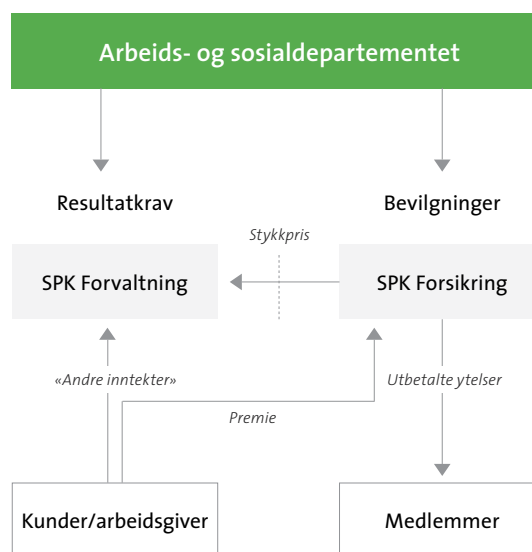 Arbeids- og sosialdepartementet
Resultatkrav
Bevilgninger
Stykkpris
SPK Forvaltning
SPK Forsikring
«Andre inntekter»
Utbetalte ytelser
Premie
Kunder/arbeidsgiver
Medlemmer